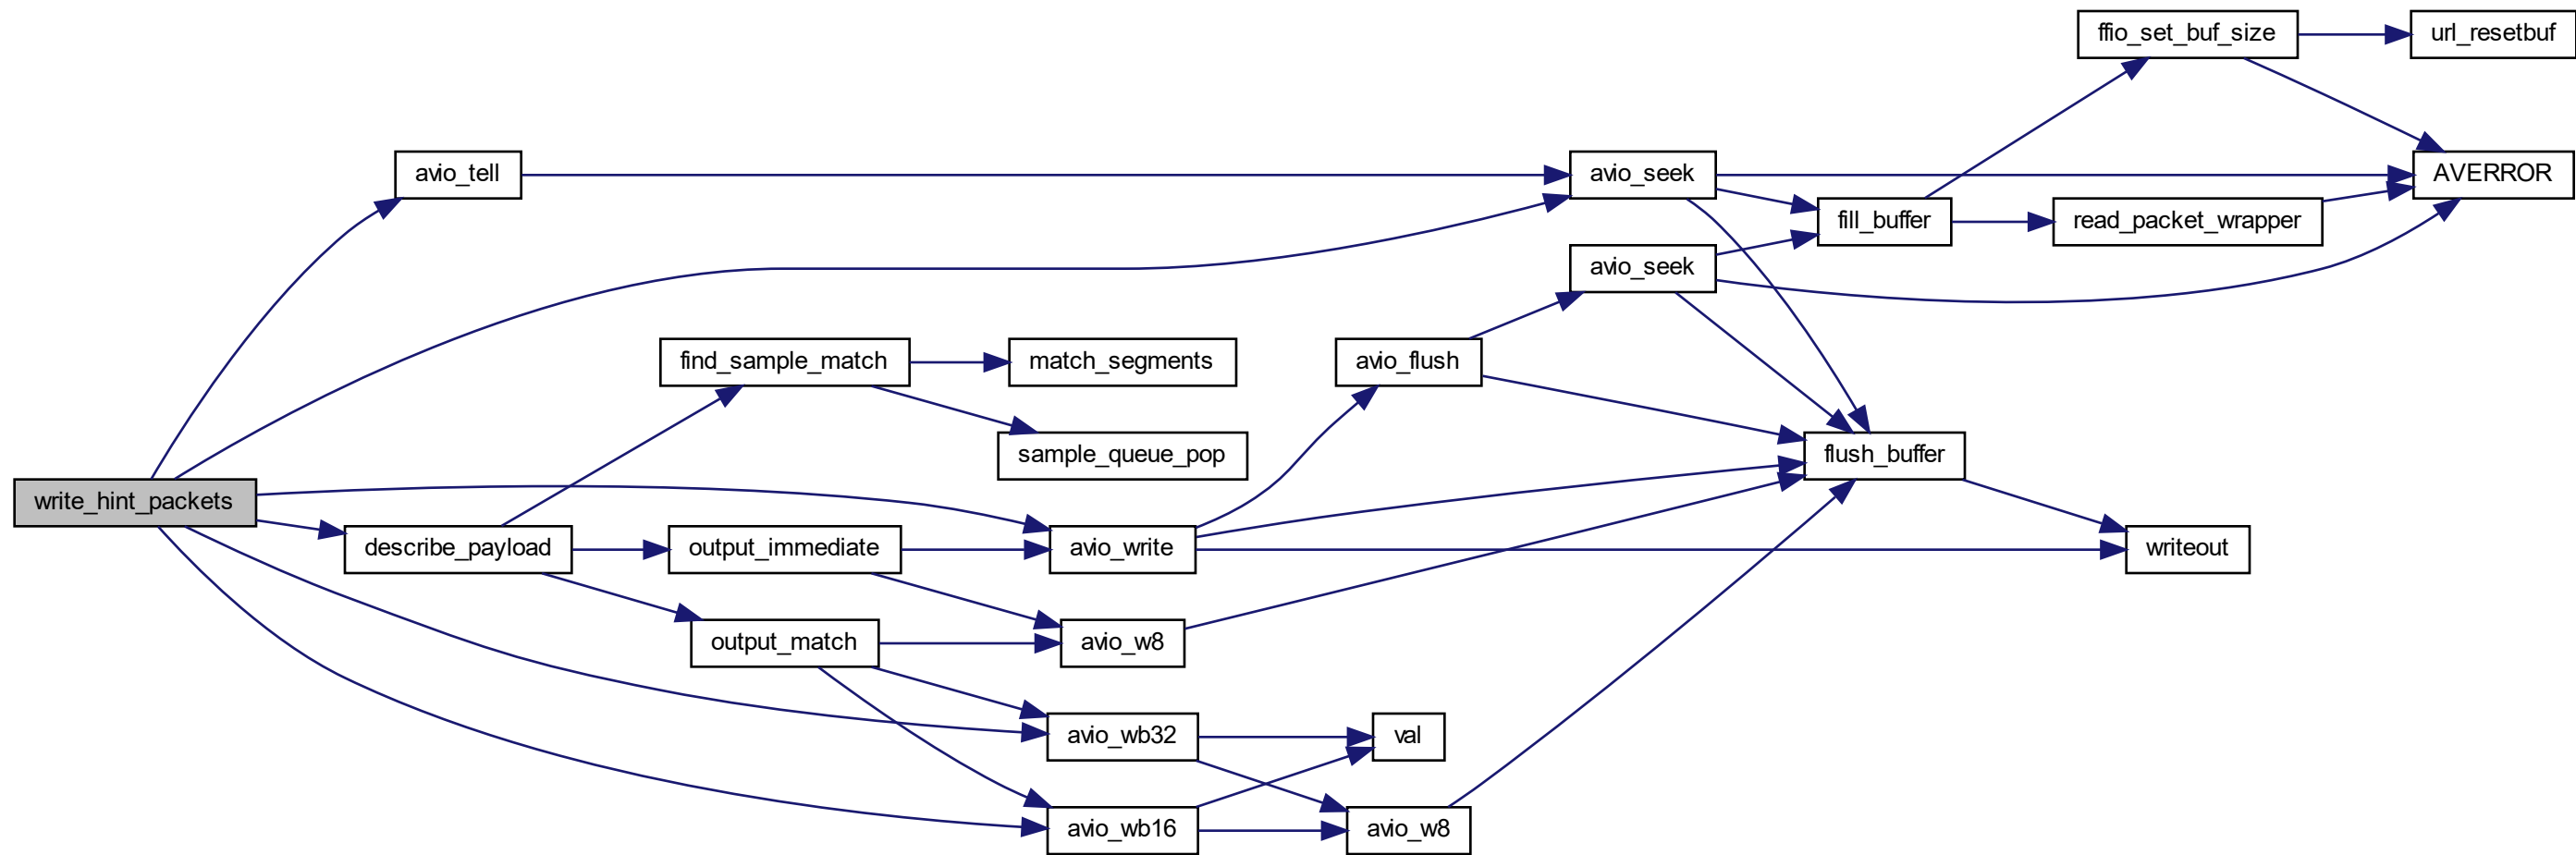 ffio_set_buf_size
url_resetbuf
avio_tell
avio_seek
AVERROR
fill_buffer
read_packet_wrapper
avio_seek
find_sample_match
match_segments
avio_flush
sample_queue_pop
flush_buffer
write_hint_packets
describe_payload
output_immediate
avio_write
writeout
output_match
avio_w8
avio_wb32
val
avio_wb16
avio_w8